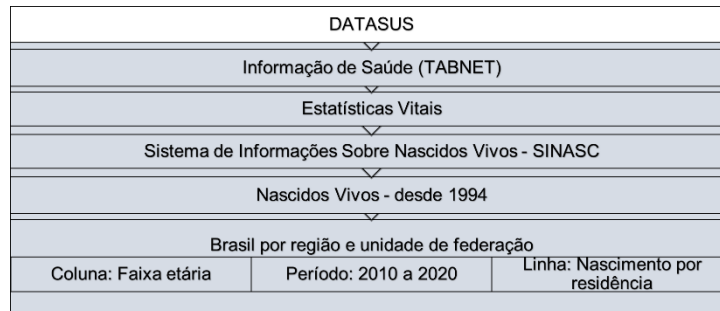 DATASUS
Informação de Saúde (TABNET)
Estatísticas Vitais
Sistema de Informações Sobre Nascidos Vivos - SINASC
Nascidos Vivos - desde 1994
Brasil por região e unidade de federação
Coluna: Faixa etária
Período: 2010 a 2020
Linha: Nascimento por
residência